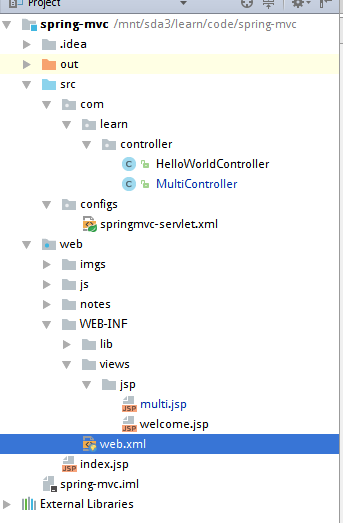 Project
spring-mvc /mnt/sda3/learn/code/spring-mvc
.idea
out
src
com
learn
controller
HelloWorldController
MultiController
configs
springmvc-servlet.xml
web
imgs
js
notes
WEB-INF
lib
views
jsp
multi.jsp
welcome.jsp
web.xml
index.jsp
spring-mvc.iml
External Libraries